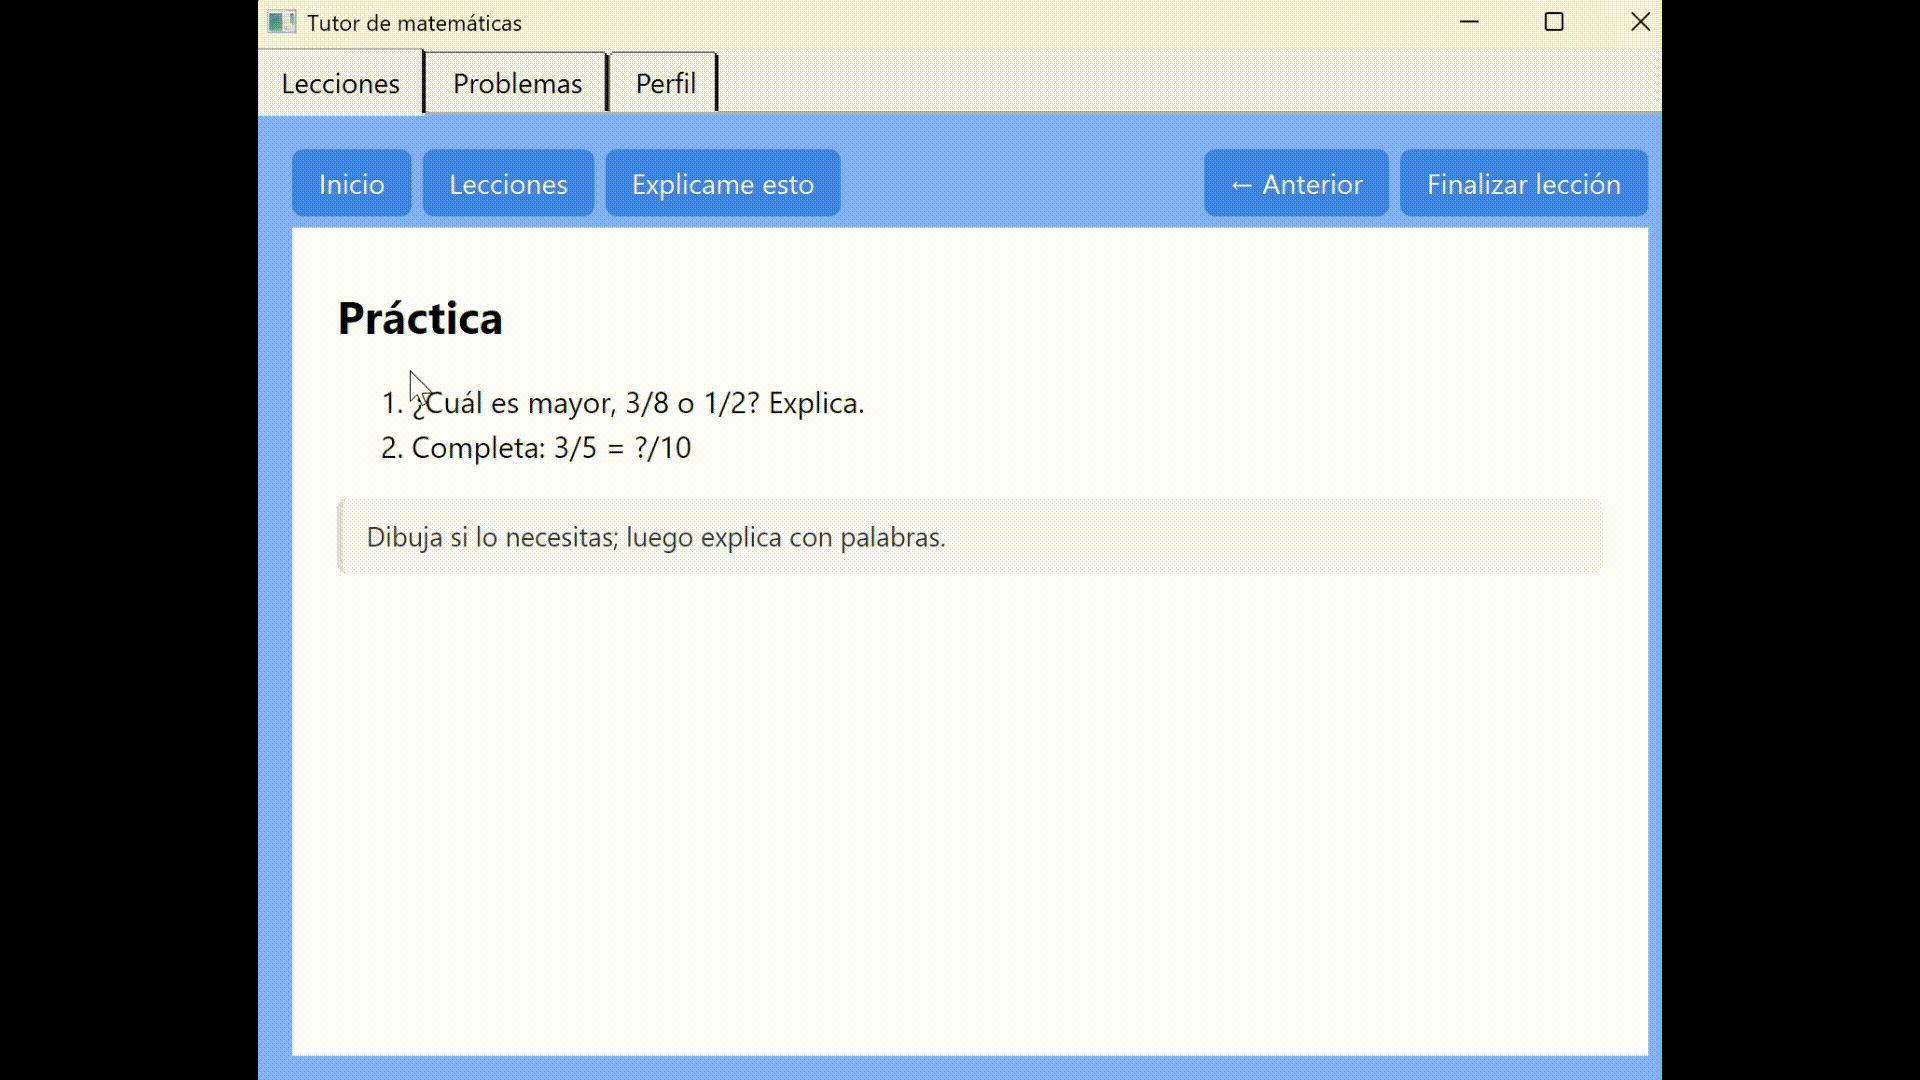 Tutor de matemáticas
Lecciones Problemas Perfil
Inicio Lecciones Explicame esto ← Anterior Finalizar lección
Práctica
1. ¿Cuál es mayor, 3/8 o 1/2? Explica.
2. Completa: 3/5 = ?/10
Dibuja si lo necesitas; luego explica con palabras.